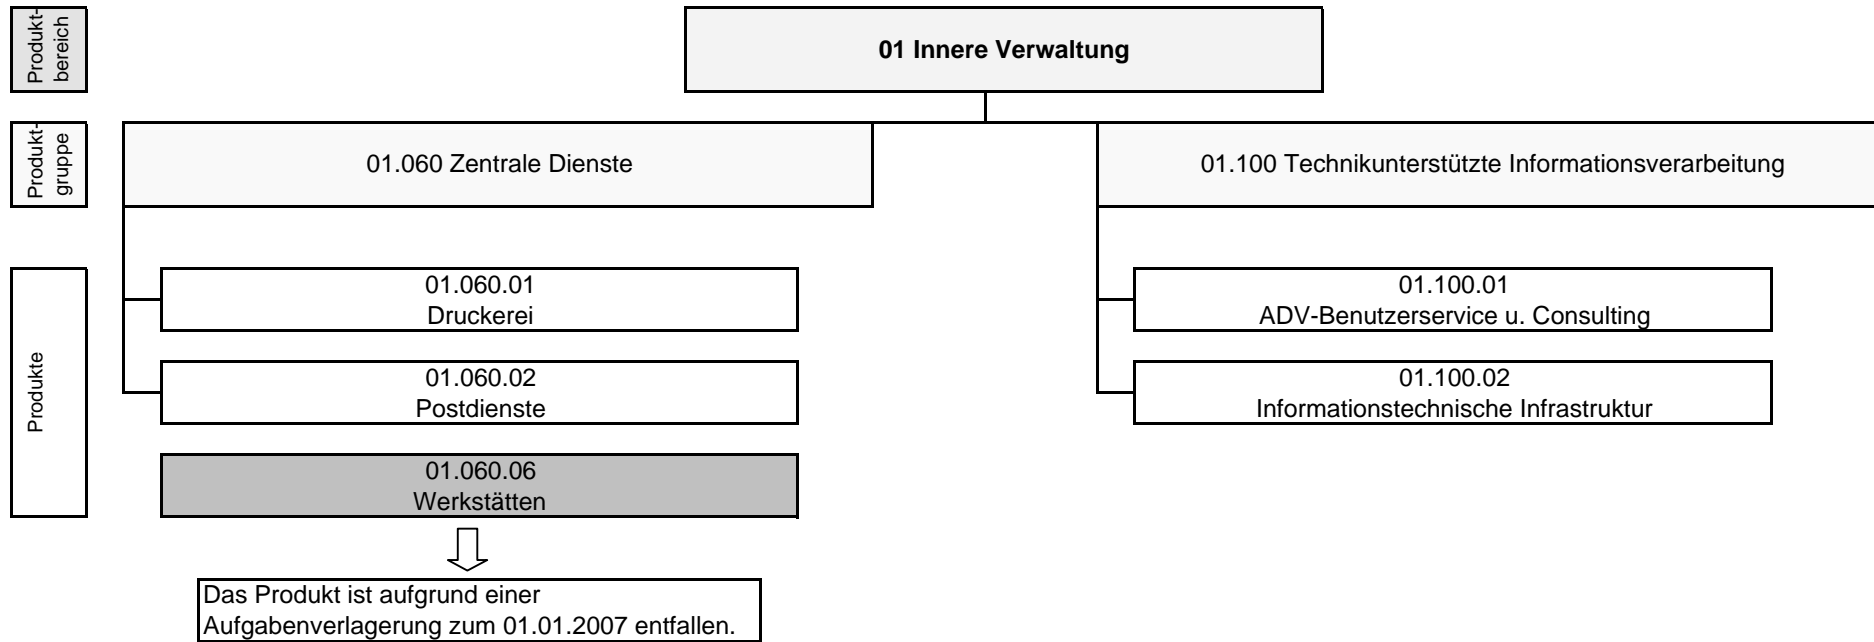 Produkt-
bereich
01 Innere Verwaltung
Produkt-
gruppe
01.060 Zentrale Dienste
01.100 Technikunterstützte Informationsverarbeitung
Produkte
01.060.01
Druckerei
01.060.02
Postdienste
01.060.06
Werkstätten
Das Produkt ist aufgrund einer
Aufgabenverlagerung zum 01.01.2007 entfallen.
01.100.01
ADV-Benutzerservice u. Consulting
01.100.02
Informationstechnische Infrastruktur